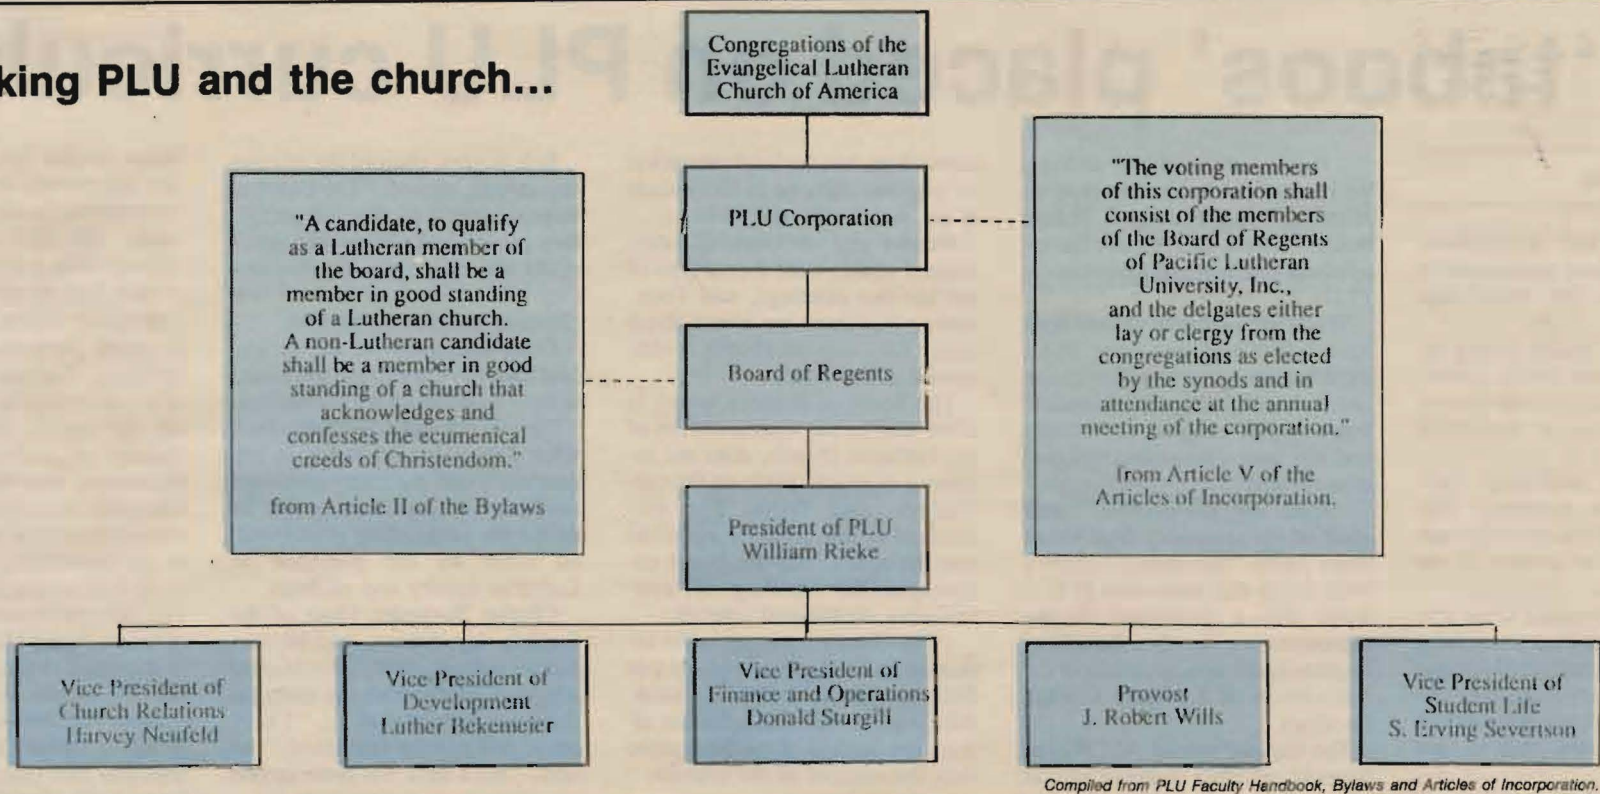 king PLU and the church...
Congregations of the
Evangelical Lutheran
Church of America
PLU Corporation
"The voting members
of this corporation shall
consist of the members
of the Board of Regents
of Pacific Lutheran
University, Inc.,
and the delgates either
lay or clergy from the
congregations as elected
by the synods and in
attendance at the annual
meeting of the corporation."
from Article V of the
Articles of Incorporation.
"A candidate, to qualify
as a Lutheran member of
the board, shall be a
member in good standing
of a Lutheran church.
A non-Lutheran candidate
shall be a member in good
standing of a church that
acknowledges and
confesses the ecumenical
creeds of Christendom."
from Article II of the Bylaws
Board of Regents
President of PLU
William Rieke
Vice President of
Church Relations
Harvey Neufeld
Vice President of
Development
Luther Bekemeier
Vice President of
Finance and Operations
Donald Sturgill
Provost
J. Robert Wills
Vice President of
Student Life
S. Erving Severtson
Compiled from PLU Faculty Handbook, Bylaws and Articles of Incorporation.